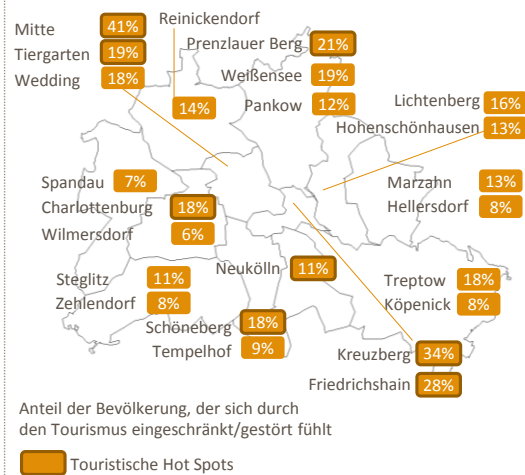 Mitte 41%
Tiergarten 19%
Wedding 18%
Reinickendorf
14%
Prenzlauer Berg 21%
Weißensee 19%
Pankow 12%
Lichtenberg 16%
Hohenschönhausen 13%
Spandau 7%
Charlottenburg 18%
Wilmersdorf 6%
Marzahn 13%
Hellersdorf 8%
Steglitz 11%
Zehlendorf 8%
Neukölln 11%
Treptow 18%
Köpenick 8%
Schöneberg 18%
Tempelhof 9%
Kreuzberg 34%
Friedrichshain 28%
Anteil der Bevölkerung, der sich durch
den Tourismus eingeschränkt/gestört fühlt
Touristische Hot Spots